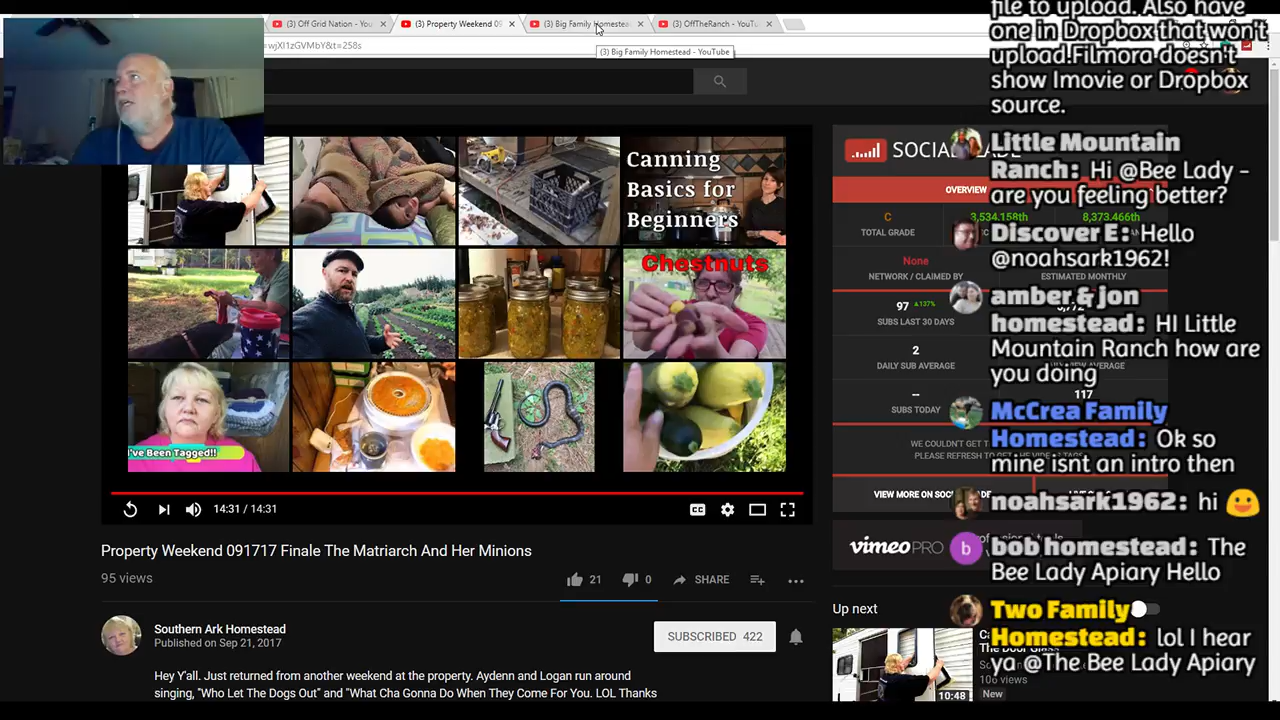 (3) Off Grid Nation - You
(3) Property Weekend 09
(3) Big Family Homestea
(3) OffTheRanch - YouTu
wjXI1zGVMbY&t=258s
(3) Big Family Homestead - YouTube
Canning
Basics for
Beginners
Chestnuts
I've Been Tagged!!
14:31 / 14:31
Property Weekend 091717 Finale The Matriarch And Her Minions
95 views
21
0
SHARE
Southern Ark Homestead
Published on Sep 21, 2017
SUBSCRIBED 422
Hey Y'all. Just returned from another weekend at the property. Aydenn and Logan run around
singing, "Who Let The Dogs Out" and "What Cha Gonna Do When They Come For You. LOL Thanks
SOCIAL
OVERVIEW
C
TOTAL GRADE
3,534.158th
8,373.466th
None
NETWORK / CLAIMED BY
ESTIMATED MONTHLY
97 ▲137%
SUBS LAST 30 DAYS
2
DAILY SUB AVERAGE
AVERAGE
--
SUBS TODAY
117
WE COULDN'T GET
PLEASE REFRESH TO
VIEW MORE ON
vimeo PRO
Up next
10:48
New
file to upload. Also have
one in Dropbox that won't
upload.Filmora doesn't
show Imovie or Dropbox
source.
Little Mountain
Ranch: Hi @Bee Lady -
are you feeling better?
Discover E: Hello
@noahsark1962!
amber & jon
homestead: HI Little
Mountain Ranch how are
you doing
McCrea Family
Homestead: Ok so
mine isnt an intro then
noahsark1962: hi 😃
b bob homestead: The
Bee Lady Apiary Hello
Two Family
Homestead: lol I hear
ya @The Bee Lady Apiary